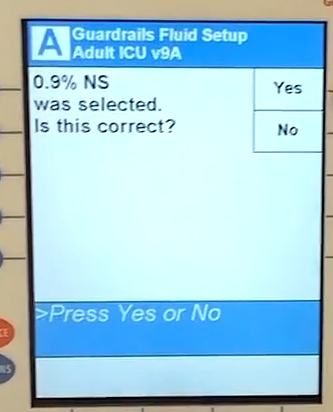 A
Guardrails Fluid Setup
Adult ICU v9A
0.9% NS
was selected.
Is this correct?
Yes
No
>Press Yes or No